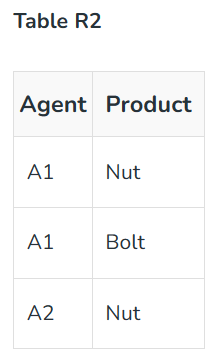 Table R2
Agent Product
A1 Nut
A1 Bolt
A2 Nut